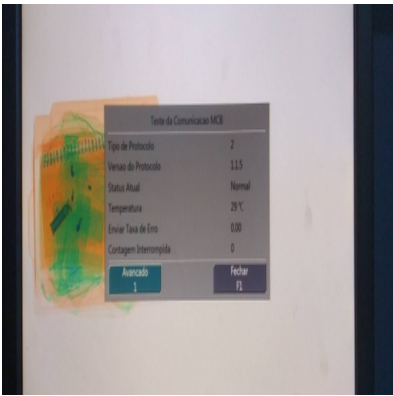 Teste da Comunicacao MCB
Tipo de Protocolo 2
Versao do Protocolo 1.1.5
Status Atual Normal
Temperatura 29 ℃
Enviar Taxa de Erro 0.00
Contagem Interrompida 0
Avancado Fechar
1 F1